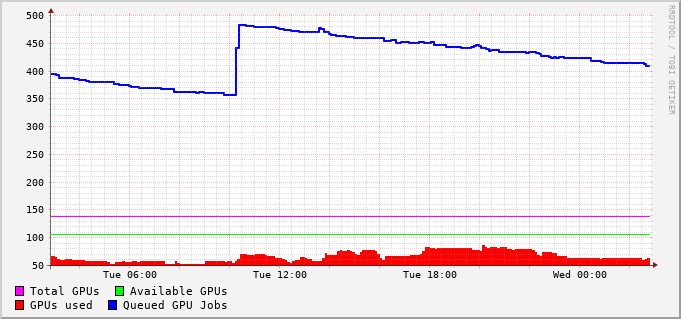 500
450
400
350
300
250
200
150
100
50
Tue 06:00 Tue 12:00 Tue 18:00 Wed 00:00
Total GPUs Available GPUs
GPUs used Queued GPU Jobs
RRDTOOL / TOBI OETIKER